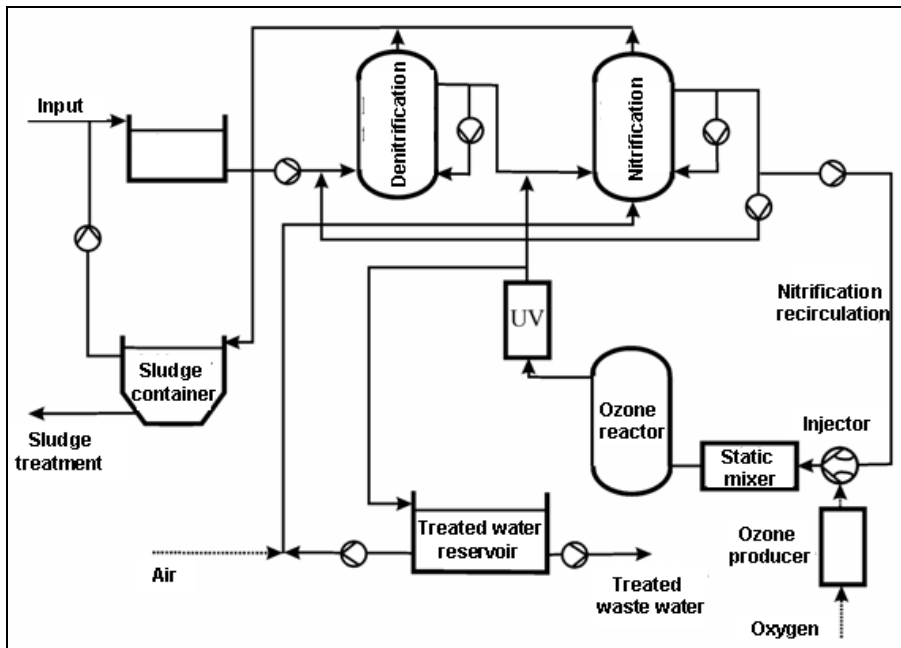 Input
Denitrification
Nitrification
UV
Nitrification
recirculation
Sludge
container
Ozone
reactor
Injector
Sludge
treatment
Static
mixer
Treated water
reservoir
Ozone
producer
Air
Treated
waste water
Oxygen